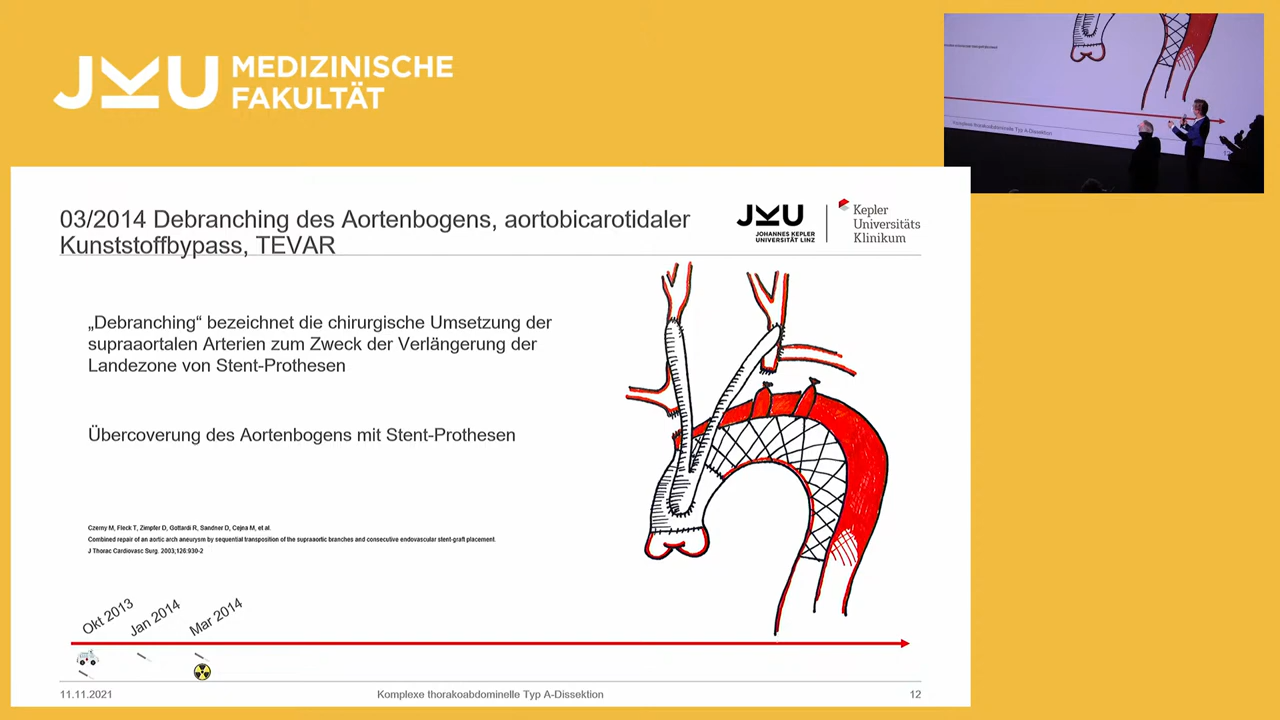 JKU MEDIZINISCHE
FAKULTÄT
03/2014 Debranching des Aortenbogens, aortobicarotidaler
Kunststoffbypass, TEVAR
JKU
JOHANNES KEPLER
UNIVERSITÄT LINZ
Kepler
Universitäts
Klinikum
„Debranching“ bezeichnet die chirurgische Umsetzung der
supraaortalen Arterien zum Zweck der Verlängerung der
Landezone von Stent-Prothesen
Übercoverung des Aortenbogens mit Stent-Prothesen
Czerny M, Fleck T, Zimpfer D, Gottardi R, Sandner D, Cejna M, et al.
Combined repair of an aortic arch aneurysm by sequential transposition of the supraaortic branches and consecutive endovascular stent-graft placement.
J Thorac Cardiovasc Surg. 2003;126:930-2
Okt 2013
Jan 2014
Mar 2014
11.11.2021
Komplexe thorakoabdominelle Typ A-Dissektion
12
Komplexe thorakoabdominelle Typ A-Dissektion